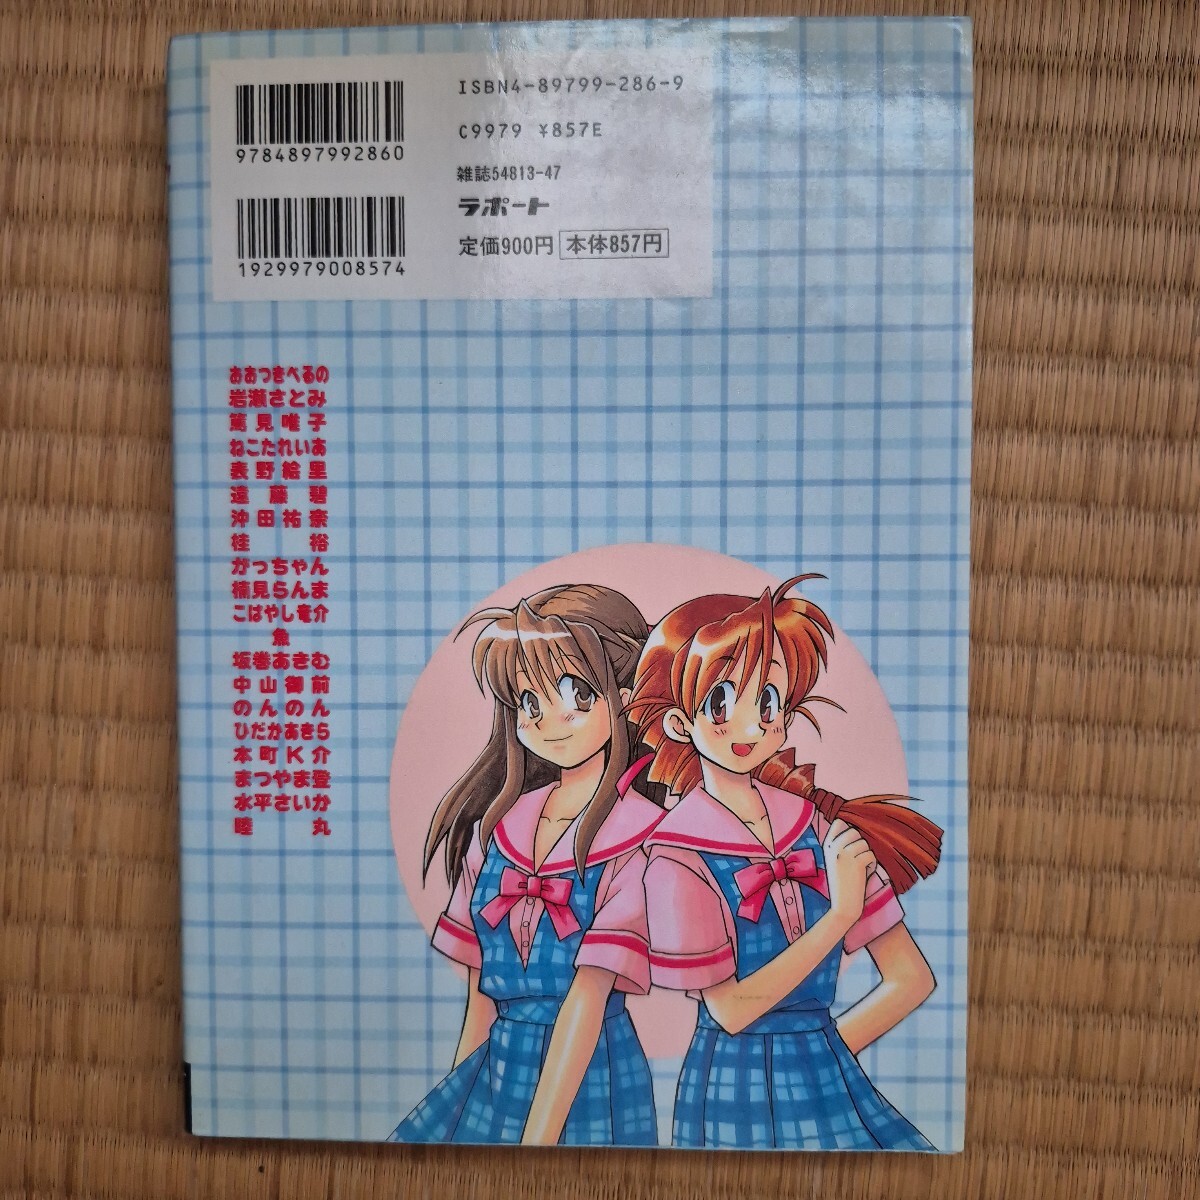 ISBN4-89799-286-9
C9979 ¥857E
9784897992860
雑誌54813-47
ラポート
1929979008574
定価900円 本体857円
おおつきべるの
岩瀬さとみ
篤見唯子
ねこたれいあ
表野絵里
遠藤碧
沖田祐奈
桂裕
がっちゃん
楠見らんま
こはやし竜介
魚
坂巻あきむ
中山御前
のんのん
ひだかあきら
本町K介
まつやま登
水平さいか
睦丸